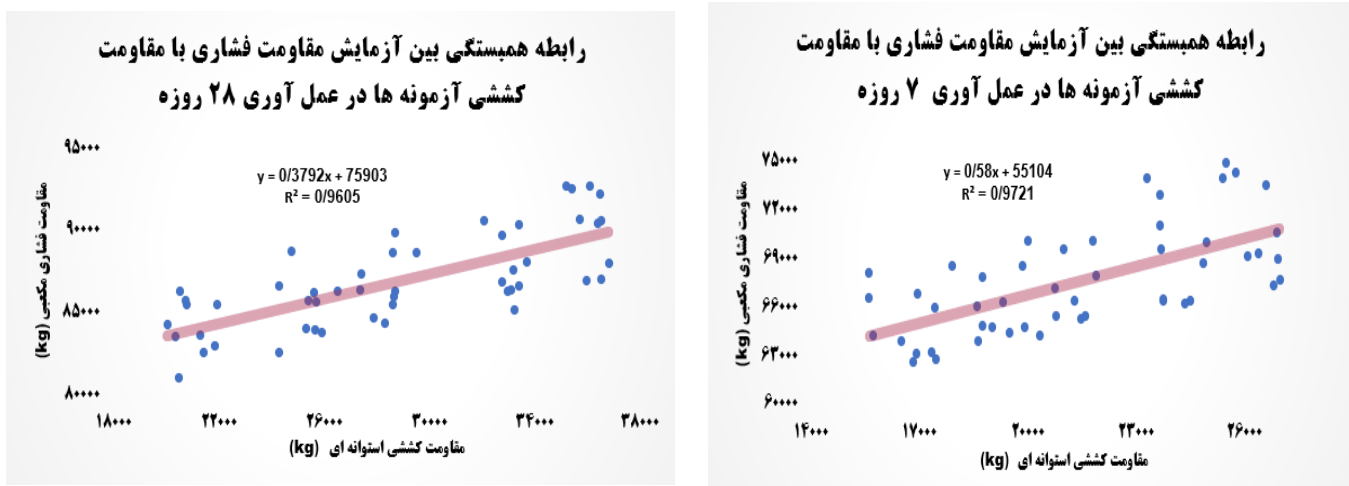 رابطه همبستگی بین آزمایش مقاومت فشاری با مقاومت
کششی آزمونه ها در عمل آوری ۷ روزه
y = 0/58x + 55104
R² = 0/9721
مقاومت فشاری مکعبی (kg)
۷۵۰۰۰
۷۲۰۰۰
۶۹۰۰۰
۶۶۰۰۰
۶۳۰۰۰
۶۰۰۰۰
۱۴۰۰۰ ۱۷۰۰۰ ۲۰۰۰۰ ۲۳۰۰۰ ۲۶۰۰۰
مقاومت کششی استوانه ای (kg)
رابطه همبستگی بین آزمایش مقاومت فشاری با مقاومت
کششی آزمونه ها در عمل آوری ۲۸ روزه
y = 0/3792x + 75903
R² = 0/9605
مقاومت فشاری مکعبی (kg)
۹۵۰۰۰
۹۰۰۰۰
۸۵۰۰۰
۸۰۰۰۰
۱۸۰۰۰ ۲۲۰۰۰ ۲۶۰۰۰ ۳۰۰۰۰ ۳۴۰۰۰ ۳۸۰۰۰
مقاومت کششی استوانه ای (kg)